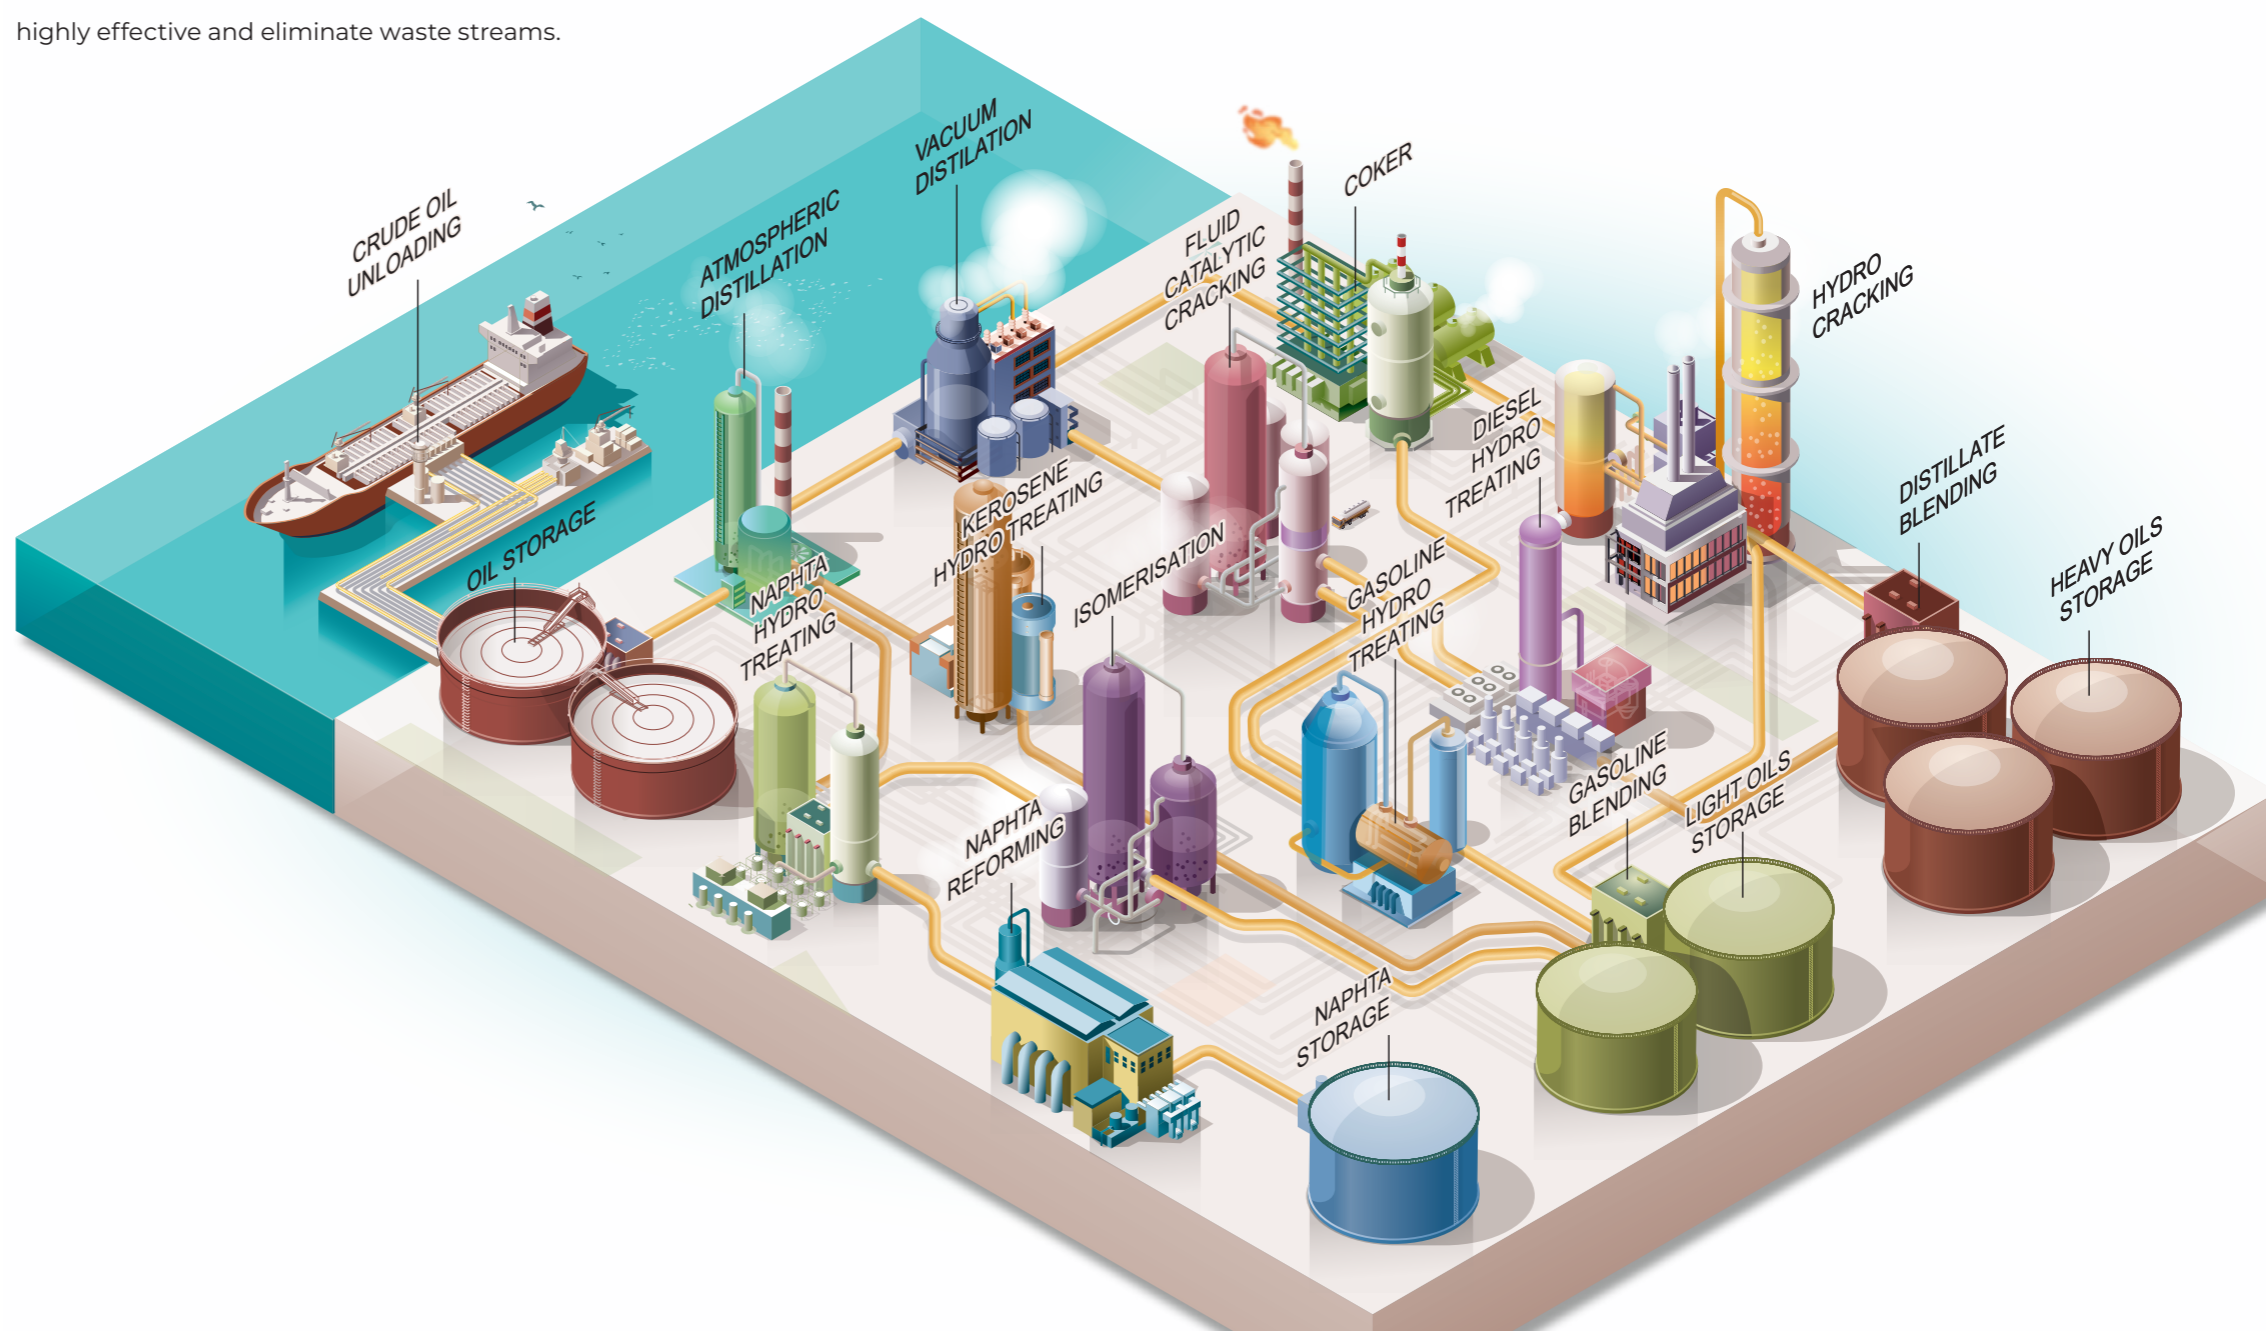 highly effective and eliminate waste streams.
VACUUM
DISTILATION
COKER
CRUDE OIL
UNLOADING
ATMOSPHERIC
DISTILLATION
FLUID
CATALYTIC
CRACKING
HYDRO
CRACKING
DIESEL
HYDRO
TREATING
DISTILLATE
BLENDING
OIL STORAGE
KEROSENE
HYDRO TREATING
HEAVY OILS
STORAGE
ISOMERISATION
NAPHTA
HYDRO
TREATING
GASOLINE
HYDRO
TREATING
GASOLINE
BLENDING
LIGHT OILS
STORAGE
NAPHTA
REFORMING
NAPHTA
STORAGE